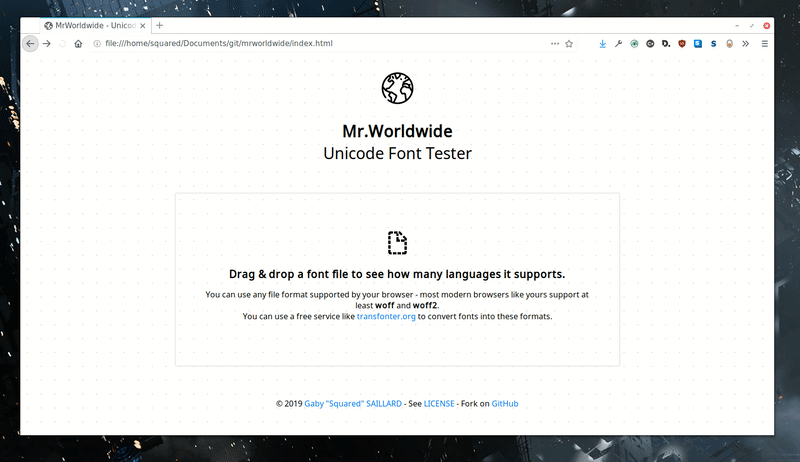 MrWorldwide - Unicod
file:///home/squared/Documents/git/mrworldwide/index.html
Mr.Worldwide
Unicode Font Tester
Drag & drop a font file to see how many languages it supports.
You can use any file format supported by your browser - most modern browsers like yours support at
least woff and woff2.
You can use a free service like transfonter.org to convert fonts into these formats.
© 2019 Gaby "Squared" SAILLARD - See LICENSE - Fork on GitHub